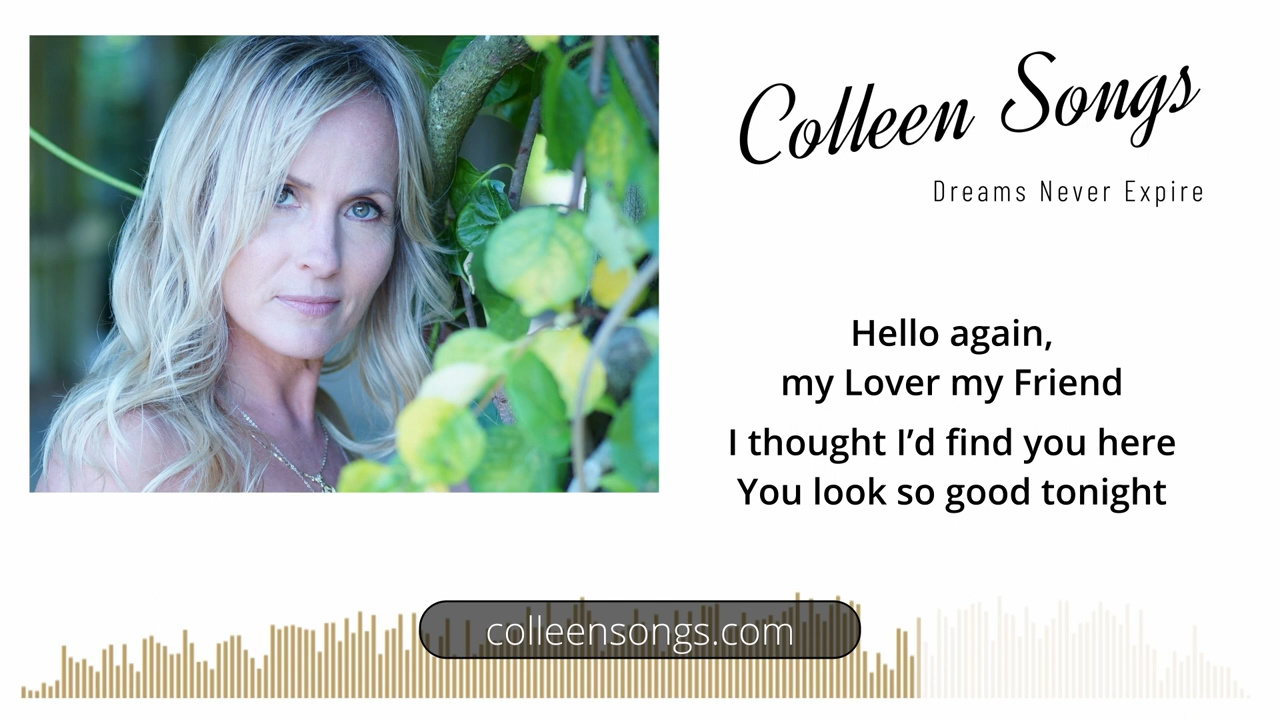 Colleen Songs
Dreams Never Expire
Hello again,
my Lover my Friend
I thought I’d find you here
You look so good tonight
colleensongs.com